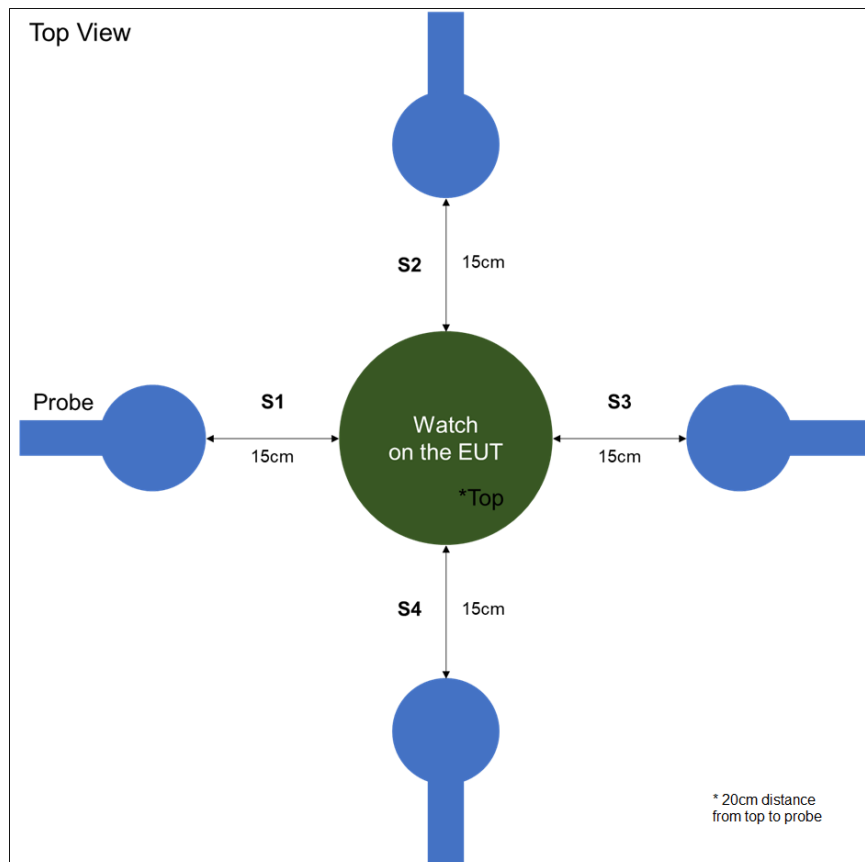 Top View
S2
15cm
Probe
S1
15cm
Watch
on the EUT
*Top
S3
15cm
S4
15cm
* 20cm distance
from top to probe